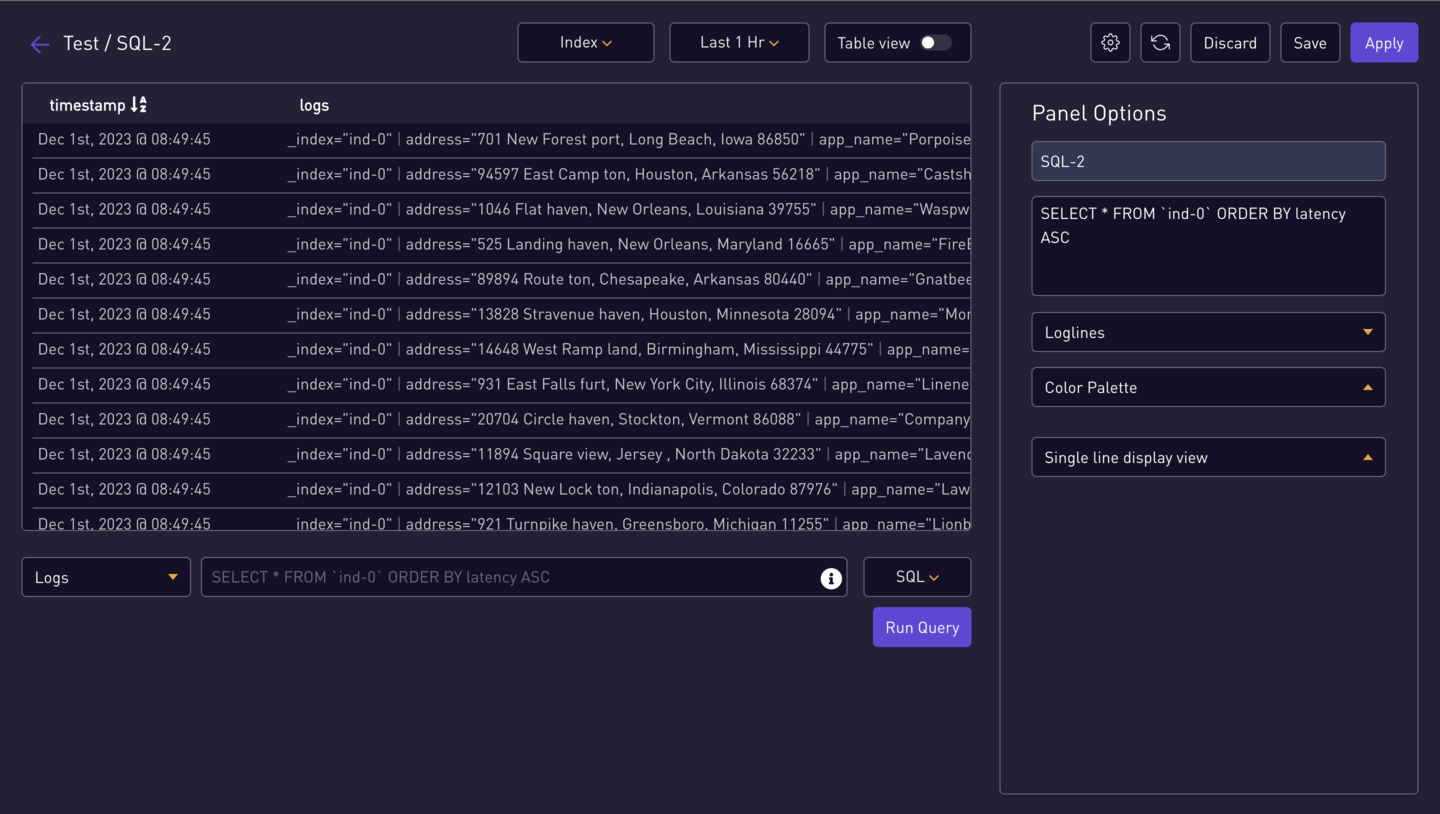 Test / SQL-2
Index
Last 1 Hr
Table view
Discard
Save
Apply
timestamp
logs
Dec 1st, 2023 @ 08:49:45 _index="ind-0" | address="701 New Forest port, Long Beach, Iowa 86850" | app_name="Porpoise
Dec 1st, 2023 @ 08:49:45 _index="ind-0" | address="94597 East Camp ton, Houston, Arkansas 56218" | app_name="Castsh
Dec 1st, 2023 @ 08:49:45 _index="ind-0" | address="1046 Flat haven, New Orleans, Louisiana 39755" | app_name="Waspw
Dec 1st, 2023 @ 08:49:45 _index="ind-0" | address="525 Landing haven, New Orleans, Maryland 16665" | app_name="FireB
Dec 1st, 2023 @ 08:49:45 _index="ind-0" | address="89894 Route ton, Chesapeake, Arkansas 80440" | app_name="Gnatbee
Dec 1st, 2023 @ 08:49:45 _index="ind-0" | address="13828 Stravenue haven, Houston, Minnesota 28094" | app_name="Mor
Dec 1st, 2023 @ 08:49:45 _index="ind-0" | address="14648 West Ramp land, Birmingham, Mississippi 44775" | app_name=
Dec 1st, 2023 @ 08:49:45 _index="ind-0" | address="931 East Falls furt, New York City, Illinois 68374" | app_name="Linene
Dec 1st, 2023 @ 08:49:45 _index="ind-0" | address="20704 Circle haven, Stockton, Vermont 86088" | app_name="Company
Dec 1st, 2023 @ 08:49:45 _index="ind-0" | address="11894 Square view, Jersey , North Dakota 32233" | app_name="Lavend
Dec 1st, 2023 @ 08:49:45 _index="ind-0" | address="12103 New Lock ton, Indianapolis, Colorado 87976" | app_name="Law
Dec 1st, 2023 @ 08:49:45 _index="ind-0" | address="921 Turnpike haven, Greensboro, Michigan 11255" | app_name="Lionb
Logs
SELECT * FROM `ind-0` ORDER BY latency ASC
SQL
Run Query
Panel Options
SQL-2
SELECT * FROM `ind-0` ORDER BY latency
ASC
Loglines
Color Palette
Single line display view